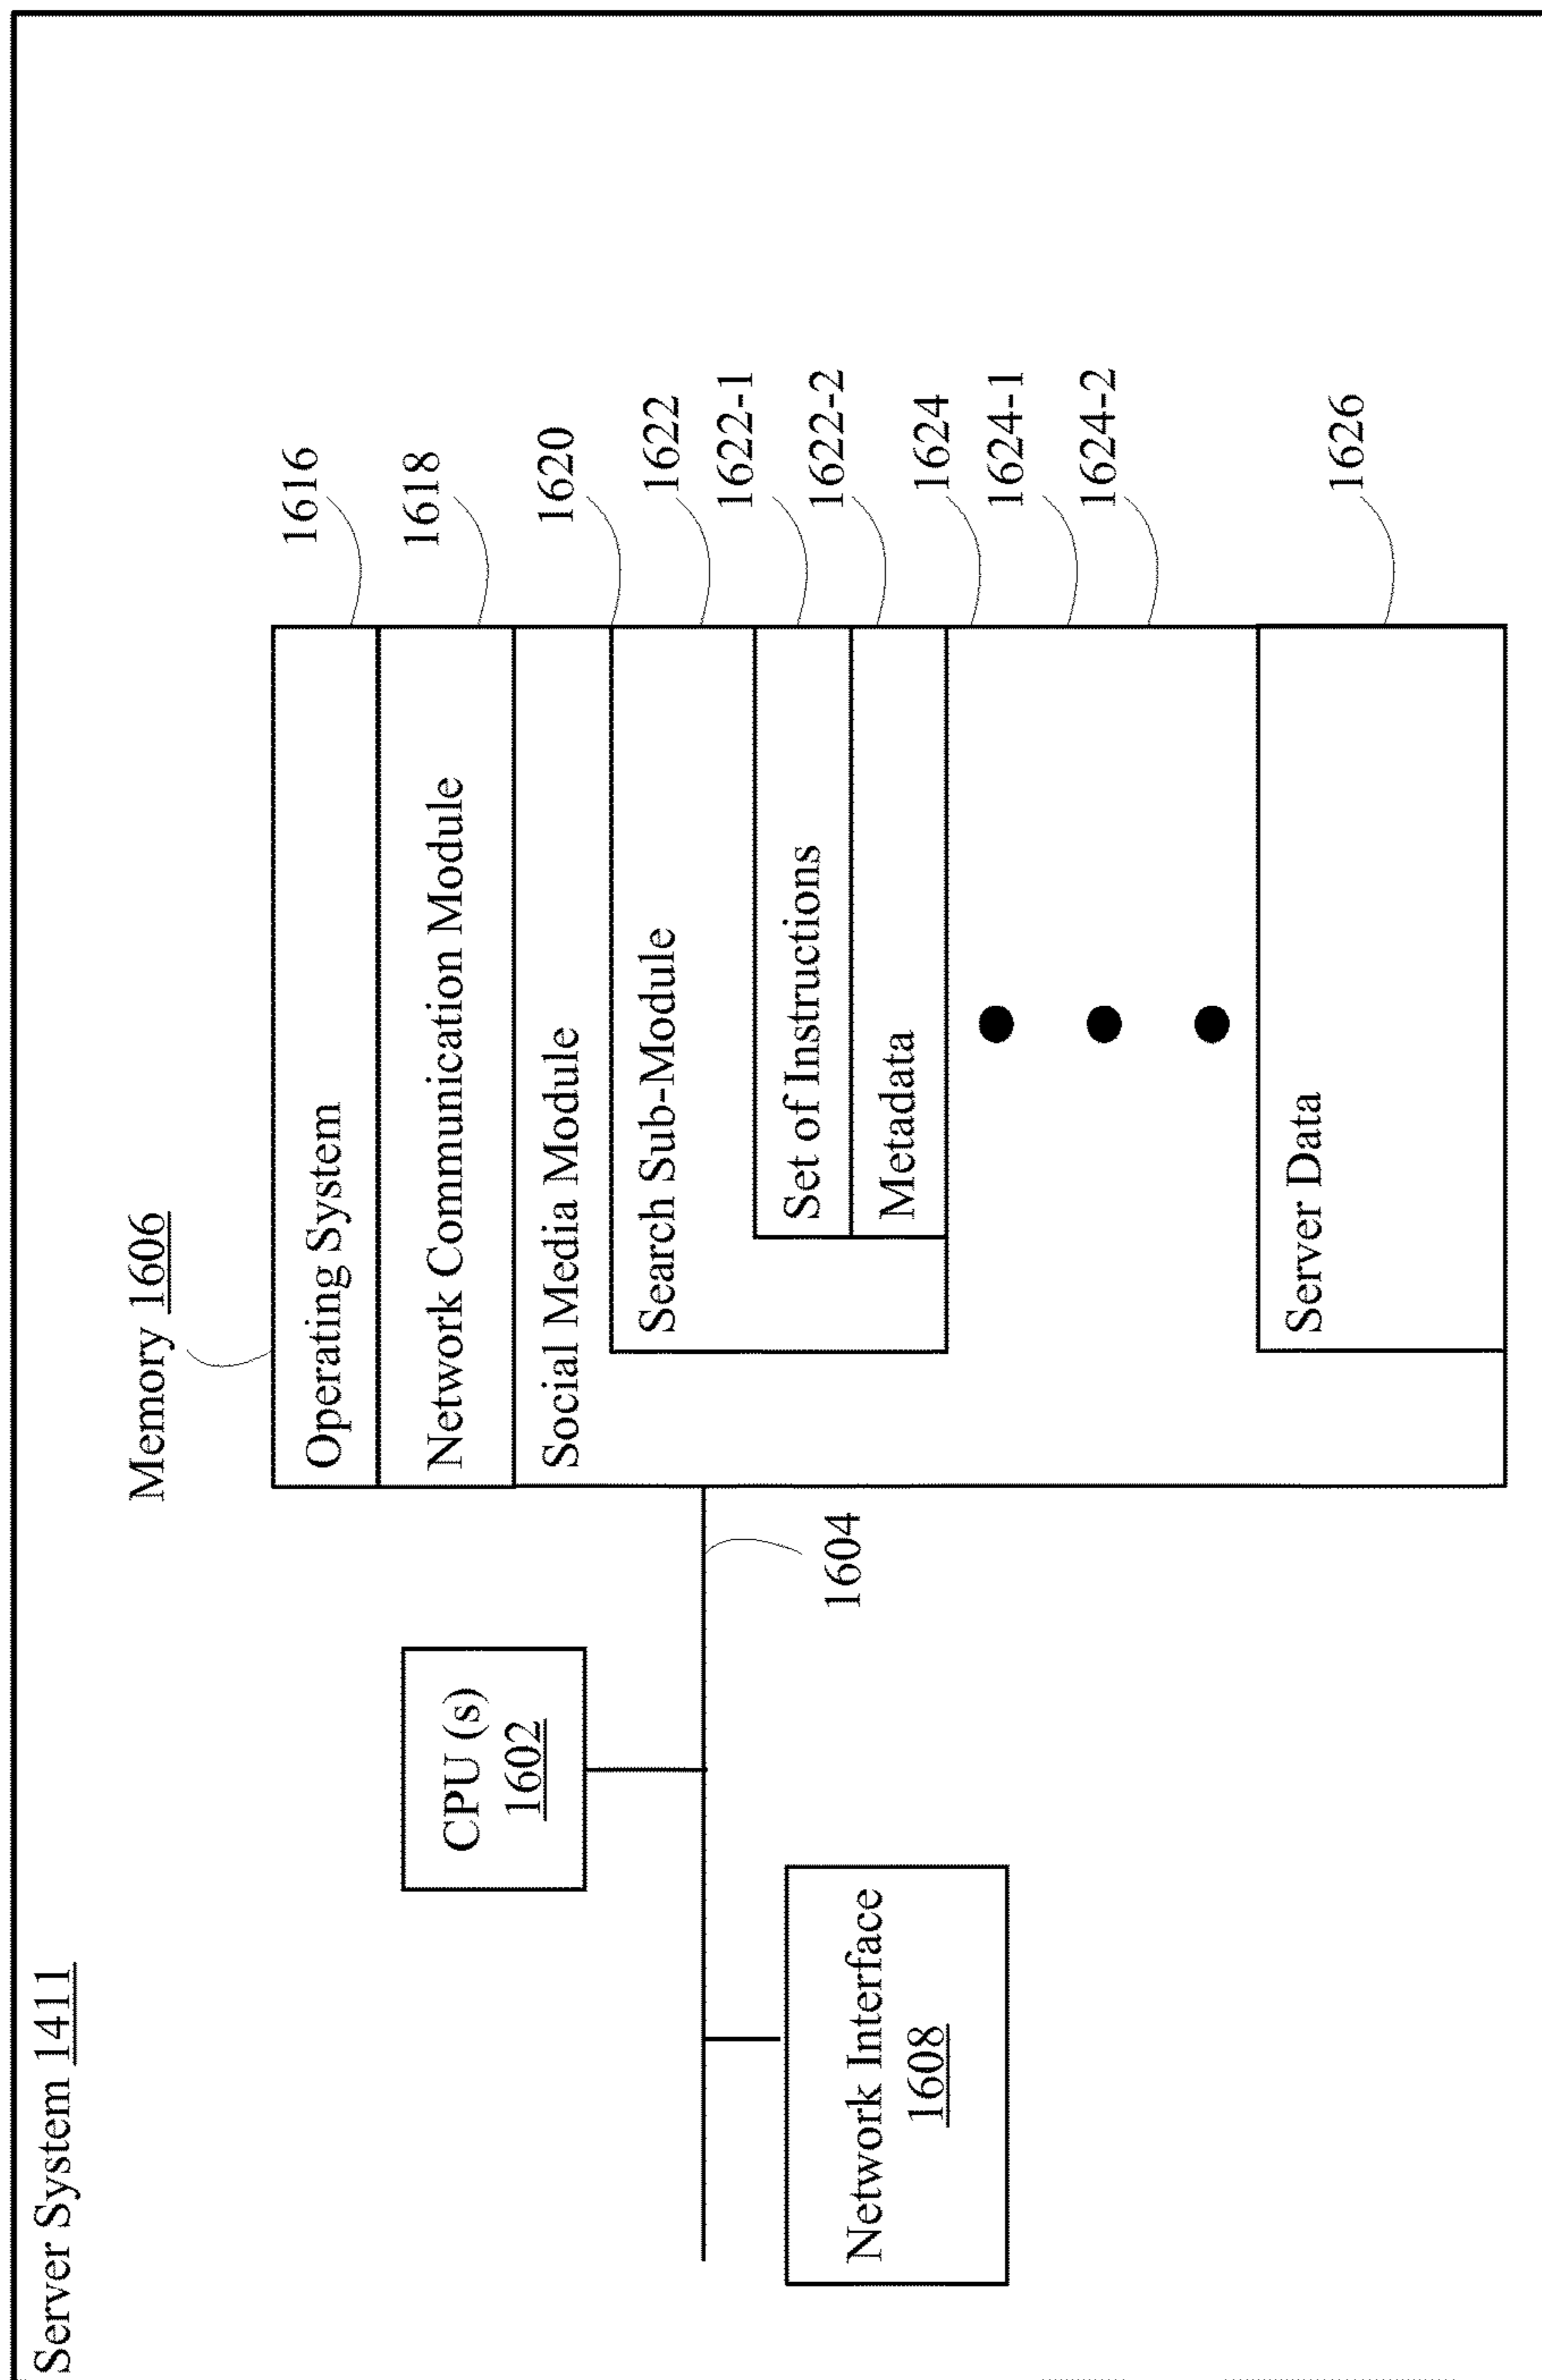 Server System 1411
Memory 1606
CPU (s)
1602
Network Interface
1608
1604
Operating System
1616
Network Communication Module
1618
Social Media Module
1620
Search Sub-Module
1622
Set of Instructions
1622-1
Metadata
1622-2
1624
1624-1
1624-2
Server Data
1626